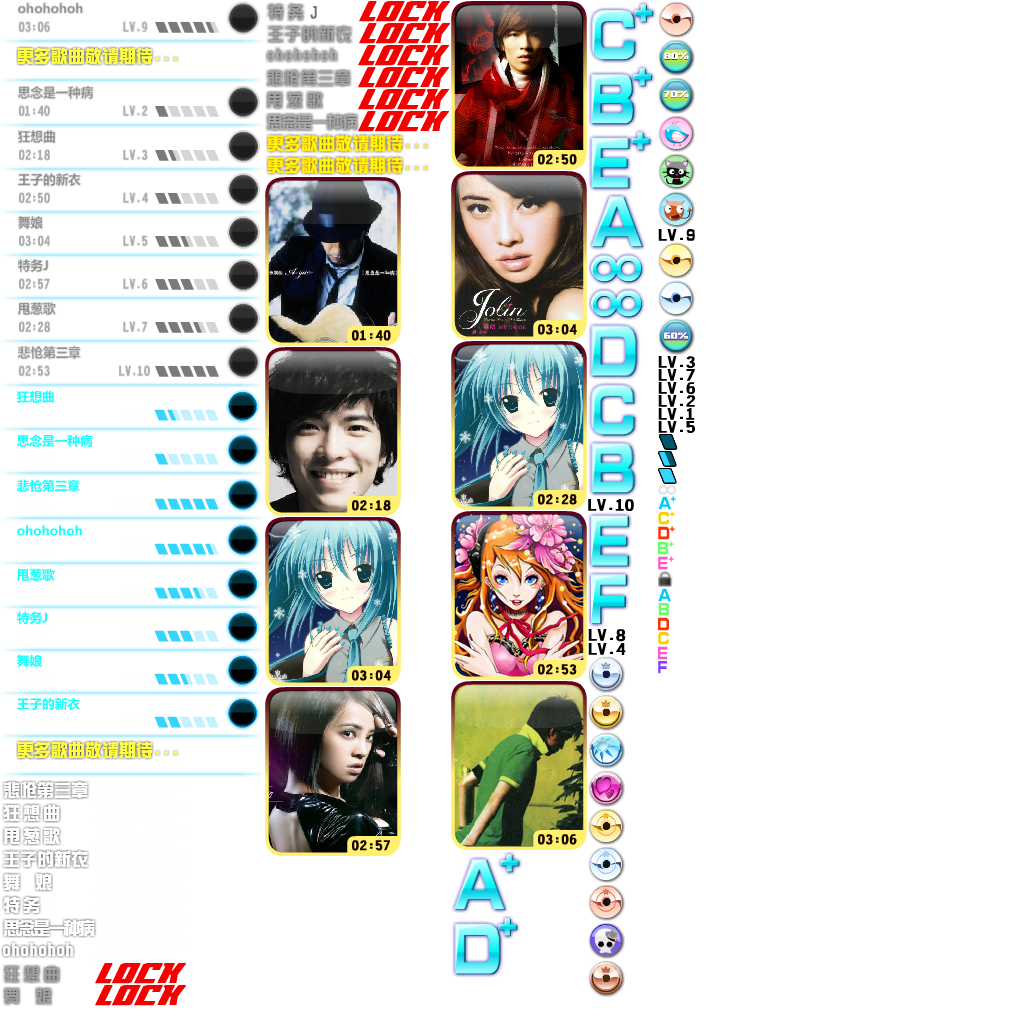 ohohohoh
03:06 LV.9
更多歌曲敬请期待...
思念是一种病
01:40 LV.2
狂想曲
02:18 LV.3
王子的新衣
02:50 LV.4
舞娘
03:04 LV.5
特务J
02:57 LV.6
甩葱歌
02:28 LV.7
悲怆第三章
02:53 LV.10
狂想曲
思念是一种病
悲怆第三章
ohohohoh
甩葱歌
特务J
舞娘
王子的新衣
更多歌曲敬请期待...
悲怆第三章
狂想曲
甩葱歌
王子的新衣
舞 娘
特务
思念是一种病
ohohohoh
狂想曲 LOCK
舞 娘 LOCK
特务 J LOCK
王子的新衣 LOCK
ohohohoh LOCK
悲怆第三章 LOCK
甩葱歌 LOCK
思念是一种病 LOCK
更多歌曲敬请期待...
更多歌曲敬请期待...
01:40
02:18
03:04
02:57
02:50
Jolin
03:04
02:28
02:53
03:06
A+
D+
C+
B+
E+
A
∞
∞
D
C
B
LV.10
E
F
LV.8
LV.4
80%
70%
LV.9
60%
LV.3
LV.7
LV.6
LV.2
LV.1
LV.5
∞
A+
C+
D+
B+
E+
A
B
D
C
E
F